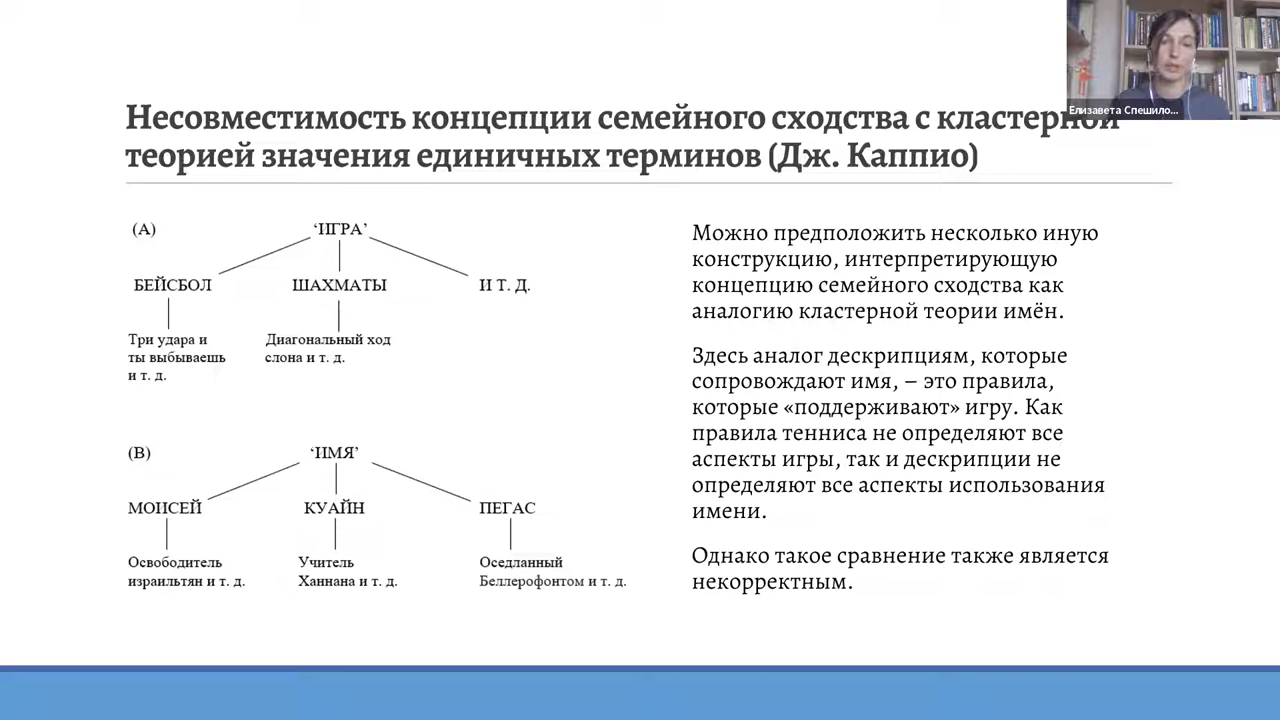 Елизавета Спешило...
Несовместимость концепции семейного сходства с кластерной
теорией значения единичных терминов (Дж. Каппио)
(А) ‘ИГРА’
БЕЙСБОЛ ШАХМАТЫ И Т. Д.
Три удара и
ты выбываешь
и т. д.
Диагональный ход
слона и т. д.
(В) ‘ИМЯ’
МОИСЕЙ КУАЙН ПЕГАС
Освободитель
израильтян и т. д.
Учитель
Ханнана и т. д.
Оседланный
Беллерофонтом и т. д.
Можно предположить несколько иную
конструкцию, интерпретирующую
концепцию семейного сходства как
аналогию кластерной теории имён.
Здесь аналог дескрипциям, которые
сопровождают имя, – это правила,
которые «поддерживают» игру. Как
правила тенниса не определяют все
аспекты игры, так и дескрипции не
определяют все аспекты использования
имени.
Однако такое сравнение также является
некорректным.